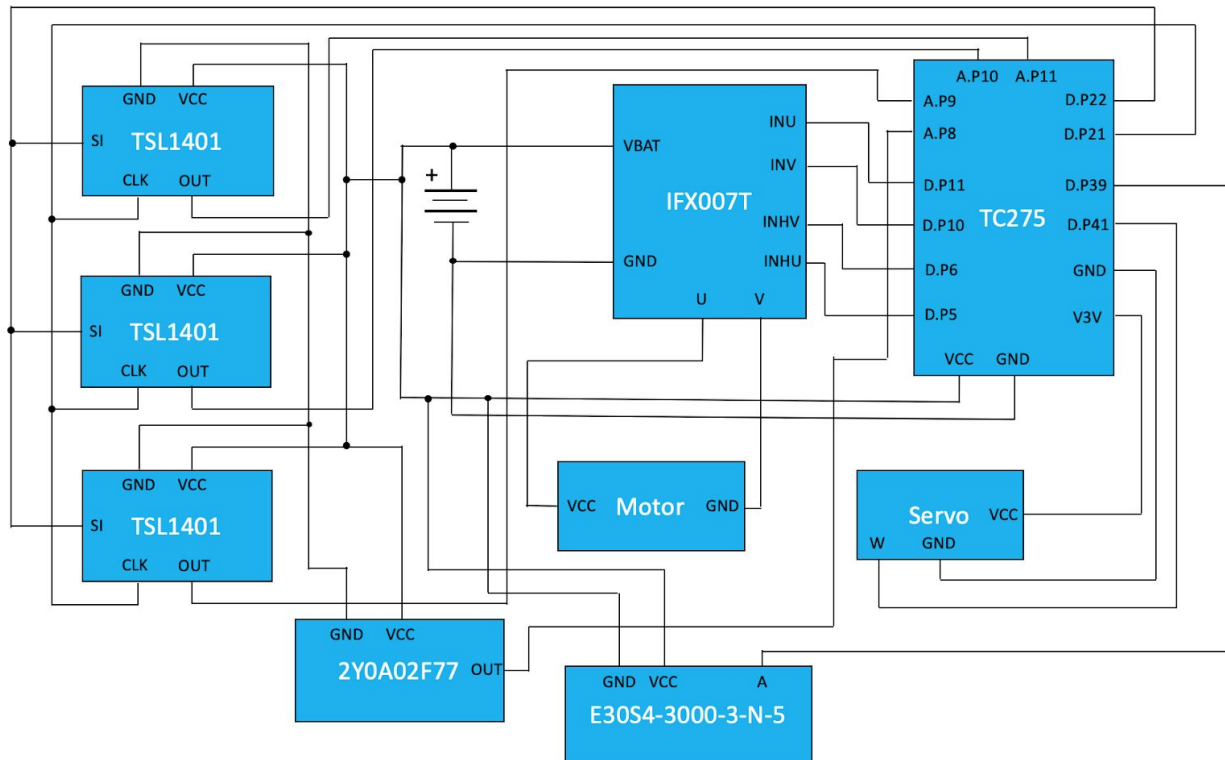 A.P10 A.P11
GND VCC
A.P9
D.P22
SI
TSL1401
INU
A.P8
D.P21
VBAT
INV
CLK OUT
+
IFX007T
D.P11
D.P39
TC275
INHV
D.P10
D.P41
GND
INHU
D.P6
GND
GND VCC
U V
D.P5
V3V
SI
TSL1401
VCC GND
CLK OUT
GND VCC
VCC
Motor
GND
Servo
VCC
SI
TSL1401
W GND
CLK OUT
GND VCC
2Y0A02F77
OUT
GND VCC A
E30S4-3000-3-N-5